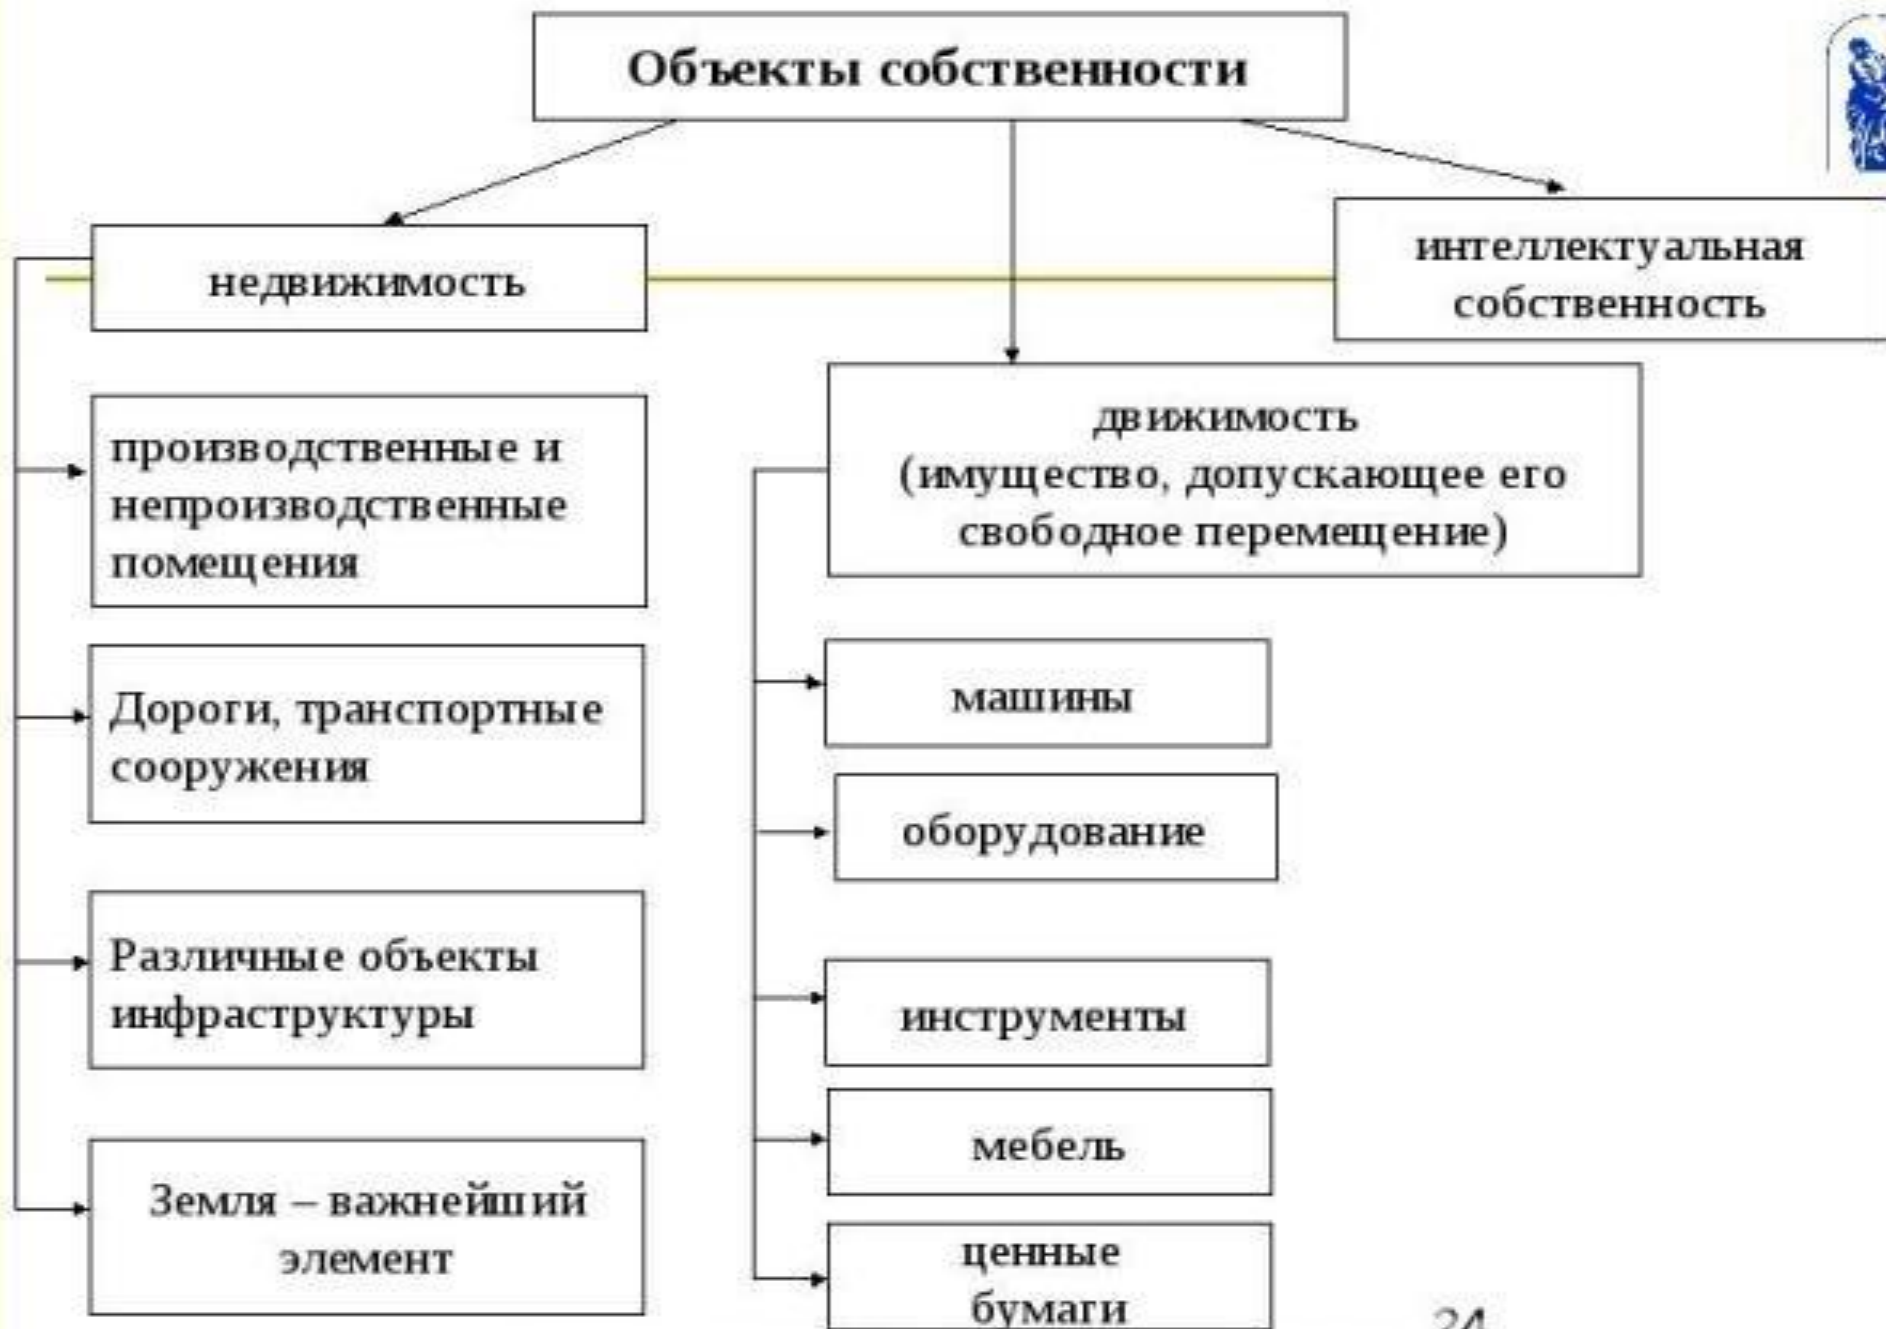 Объекты собственности
недвижимость
интеллектуальная
собственность
производственные и
непроизводственные
помещения
Дороги, транспортные
сооружения
Различные объекты
инфраструктуры
Земля – важнейший
элемент
движимость
(имущество, допускающее его
свободное перемещение)
машины
оборудование
инструменты
мебель
ценные
бумаги